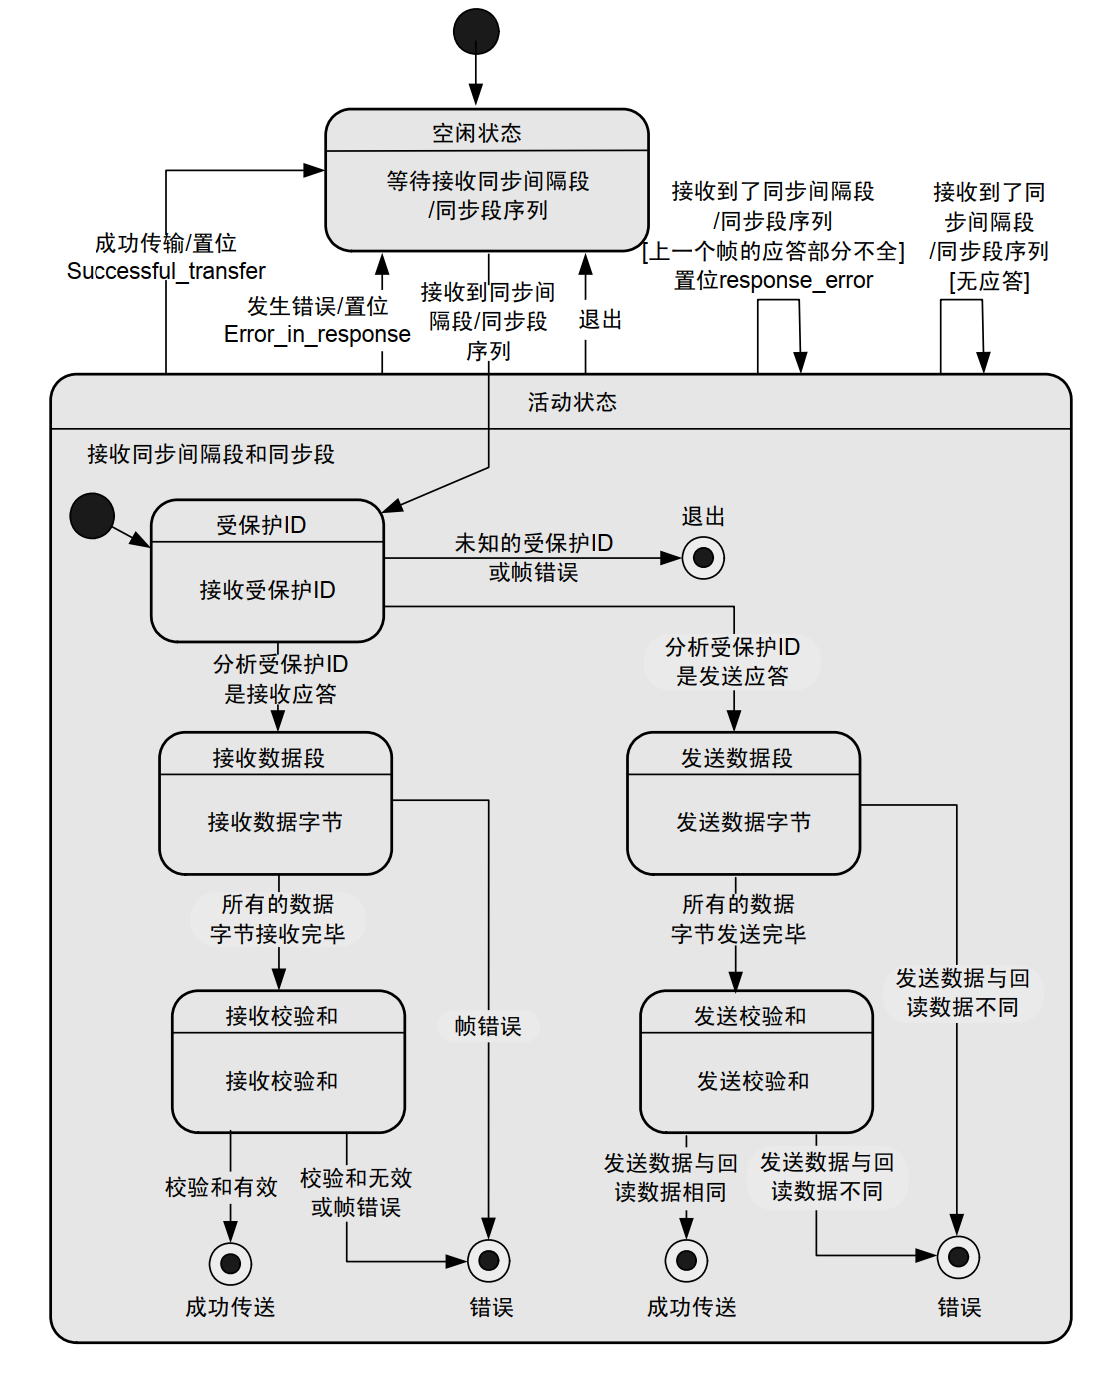 空闲状态
等待接收同步间隔段
/同步段序列
成功传输/置位
Successful_transfer
发生错误/置位
Error_in_response
接收到同步间
隔段/同步段
序列
退出
接收到了同步间隔段
/同步段序列
[上一个帧的应答部分不全]
置位response_error
接收到了同
步间隔段
/同步段序列
[无应答]
活动状态
接收同步间隔段和同步段
受保护ID
接收受保护ID
未知的受保护ID
或帧错误
退出
分析受保护ID
是接收应答
分析受保护ID
是发送应答
接收数据段
接收数据字节
发送数据段
发送数据字节
所有的数据
字节接收完毕
所有的数据
字节发送完毕
帧错误
发送数据与回
读数据不同
接收校验和
接收校验和
发送校验和
发送校验和
校验和有效
校验和无效
或帧错误
发送数据与回
读数据相同
发送数据与回
读数据不同
成功传送
错误
成功传送
错误